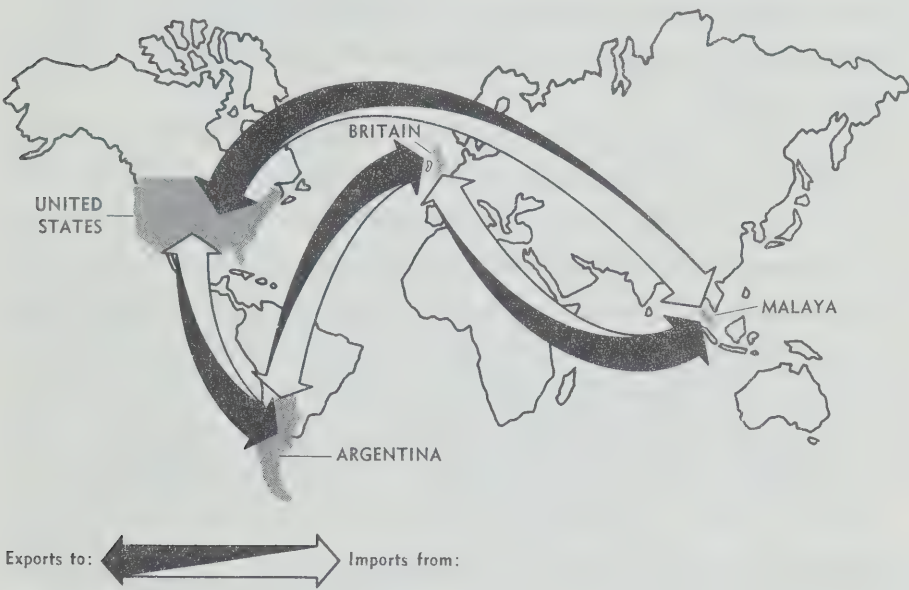 BRITAIN
UNITED
STATES
MALAYA
ARGENTINA
Exports to:
Imports from: